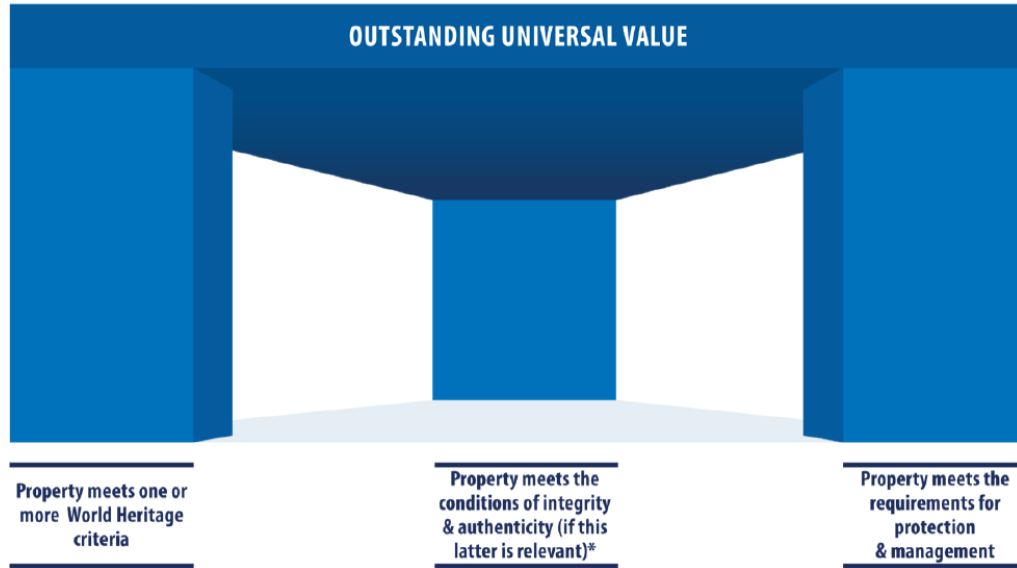 OUTSTANDING UNIVERSAL VALUE
Property meets one or
more World Heritage
criteria
Property meets the
conditions of integrity
& authenticity (if this
latter is relevant)*
Property meets the
requirements for
protection
& management